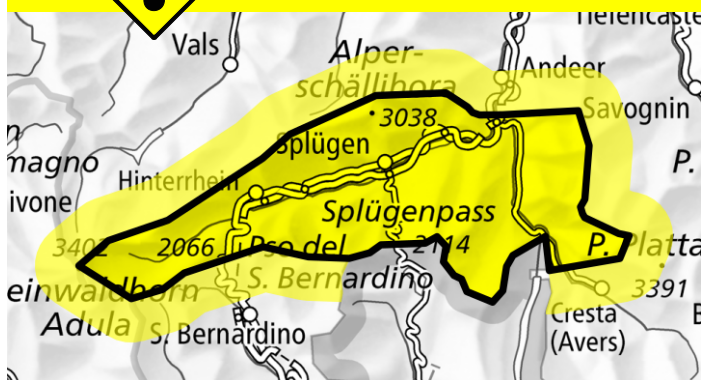 Tiefencaste
Vals
Alper-
schällihora
Andeer
3038
Savognin
Splügen
magno
P.
Hinterrhein
ivone
Splügenpass
3402
2066
Pso del
S. Bernardino
2114
P. Platta
einwaldhorn
3391
Adula
S. Bernardino
Cresta
(Avers)